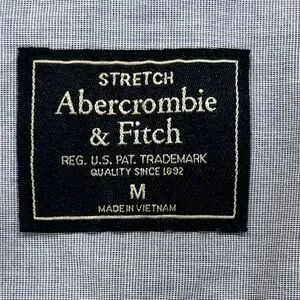 STRETCH
Abercrombie
& Fitch
REG. U.S. PAT. TRADEMARK
QUALITY SINCE 1892
M
MADE IN VIETNAM